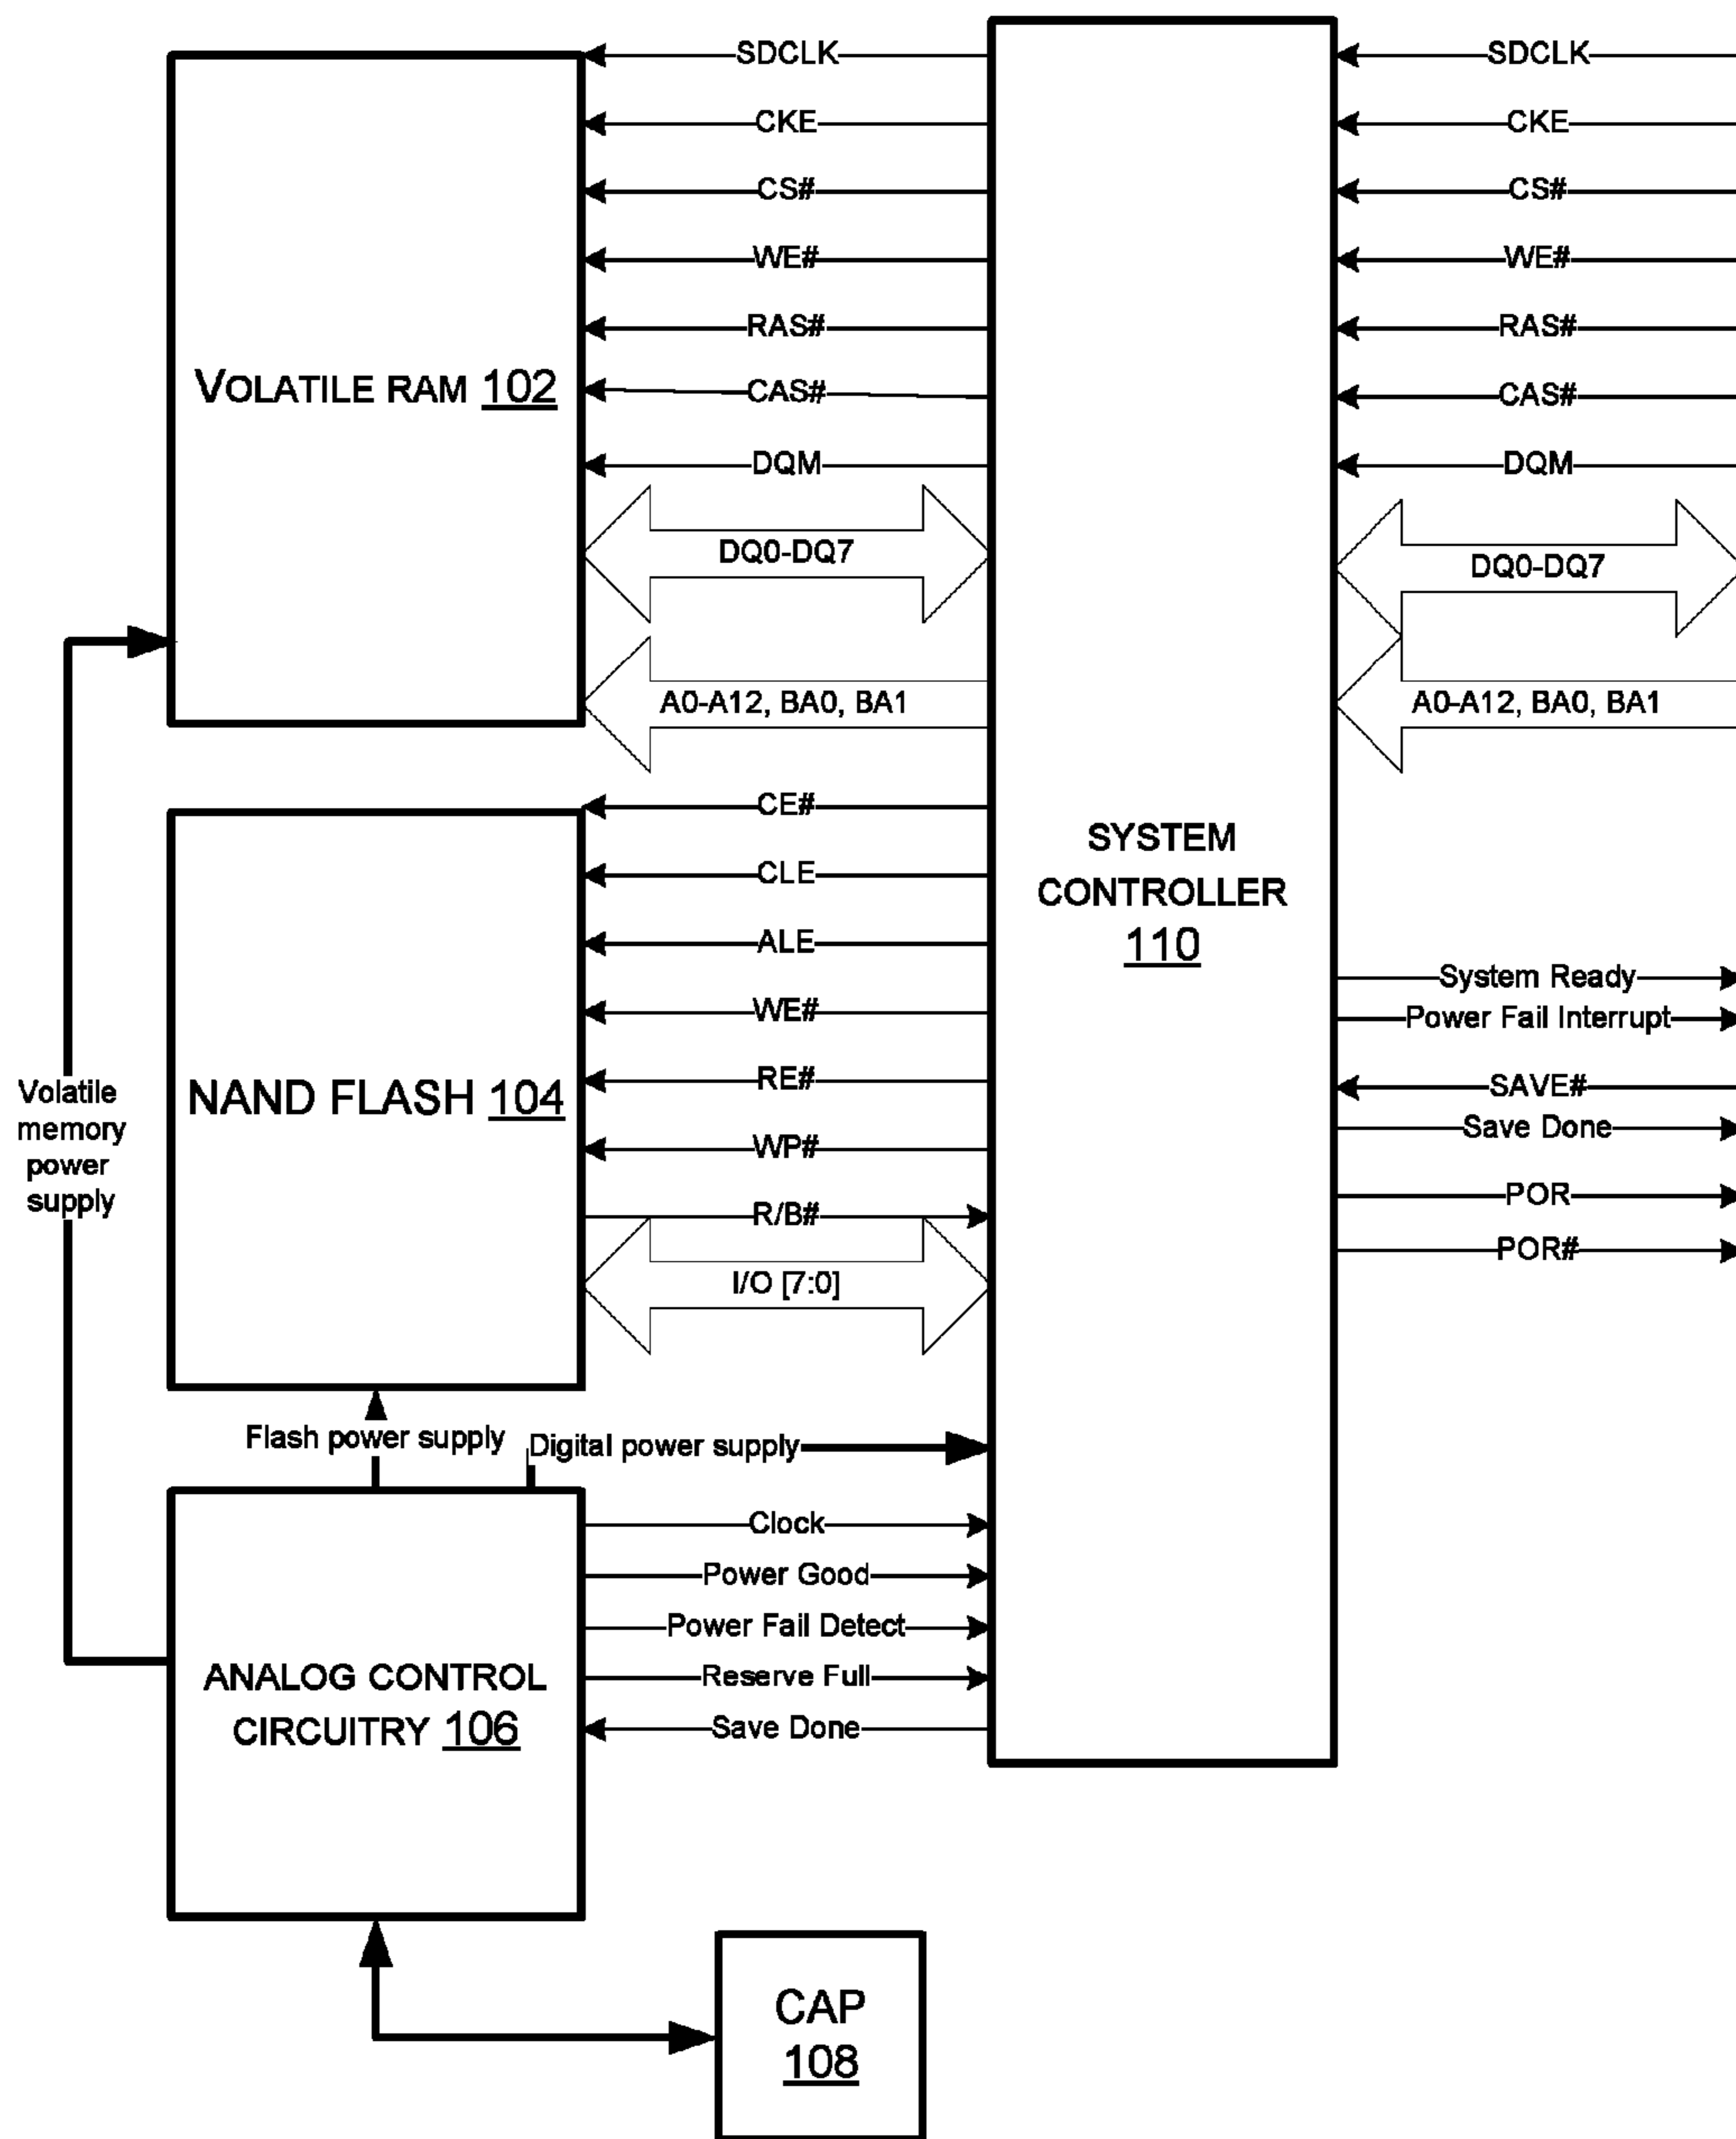 SDCLK
CKE
CS#
WE#
RAS#
CAS#
DQM
DQ0-DQ7
A0-A12, BA0, BA1
VOLATILE RAM 102
SDCLK
CKE
CS#
WE#
RAS#
CAS#
DQM
DQ0-DQ7
A0-A12, BA0, BA1
CE#
CLE
ALE
WE#
RE#
WP#
R/B#
I/O [7:0]
NAND FLASH 104
SYSTEM
CONTROLLER
110
System Ready
Power Fail Interrupt
SAVE#
Save Done
POR
POR#
Volatile
memory
power
supply
Flash power supply
Digital power supply
Clock
Power Good
Power Fail Detect
Reserve Full
Save Done
ANALOG CONTROL
CIRCUITRY 106
CAP
108